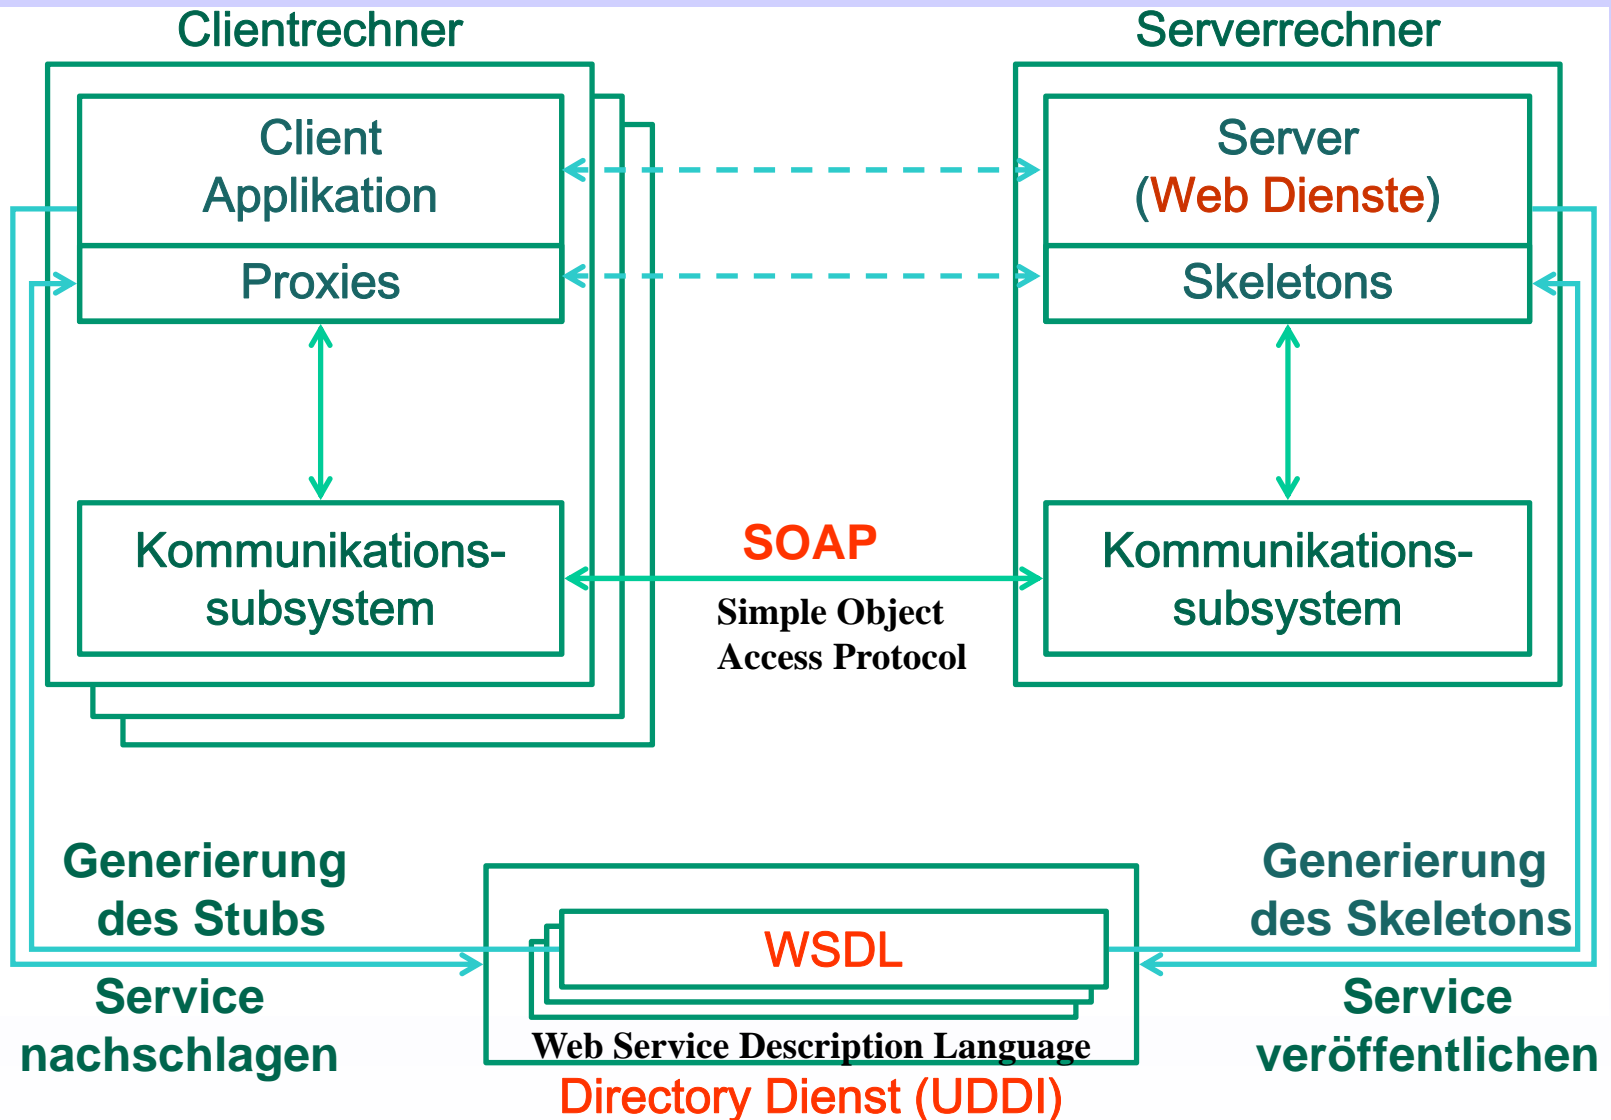 Clientrechner
Serverrechner
Client
Applikation
Proxies
Kommunikations-
subsystem
Server
(Web Dienste)
Skeletons
Kommunikations-
subsystem
SOAP
Simple Object
Access Protocol
Generierung
des Stubs
Service
nachschlagen
WSDL
Web Service Description Language
Directory Dienst (UDDI)
Generierung
des Skeletons
Service
veröffentlichen